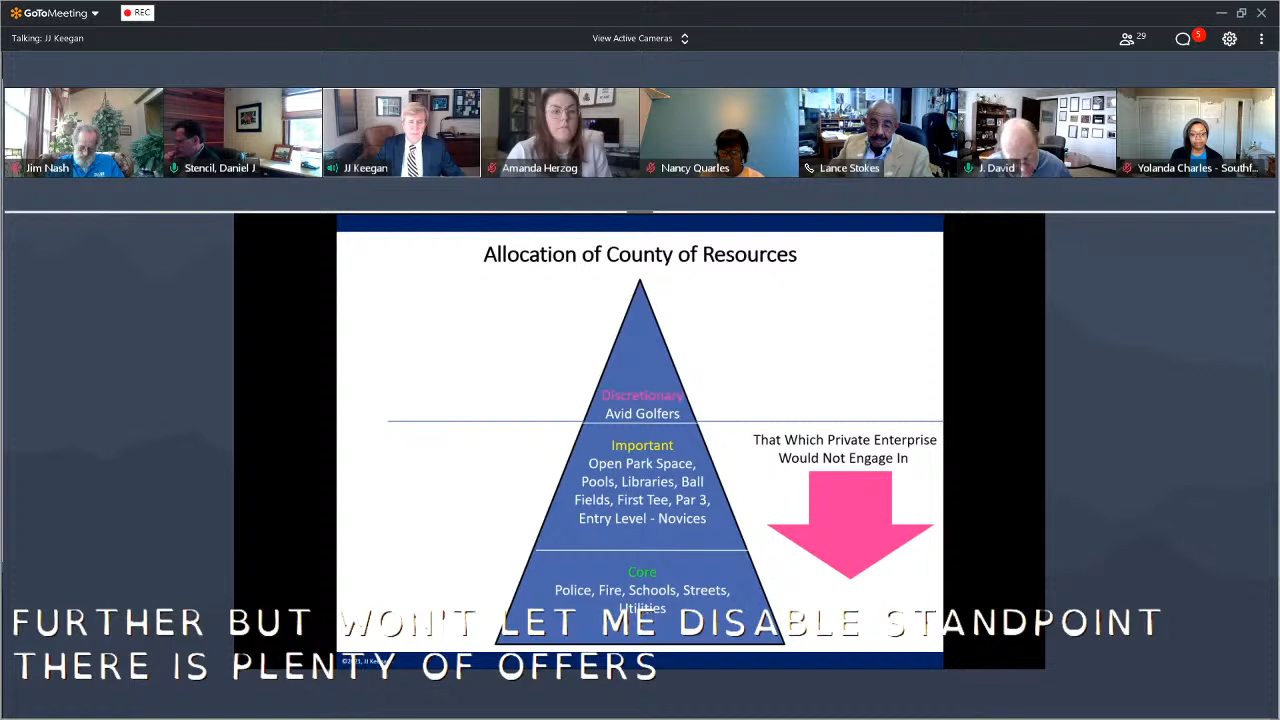 GoToMeeting
REC
Talking: JJ Keegan
View Active Cameras
29
5
Jim Nash
Stencil, Daniel J
JJ Keegan
Amanda Herzog
Nancy Quarles
Lance Stokes
J. David
Yolanda Charles - Southf...
Allocation of County of Resources
Discretionary
Avid Golfers
Important
Open Park Space,
Pools, Libraries, Ball
Fields, First Tee, Par 3,
Entry Level - Novices
That Which Private Enterprise
Would Not Engage In
Core
Police, Fire, Schools, Streets,
Utilities
©2021, JJ Keegan
FURTHER BUT WON'T LET ME DISABLE STANDPOINT
THERE IS PLENTY OF OFFERS